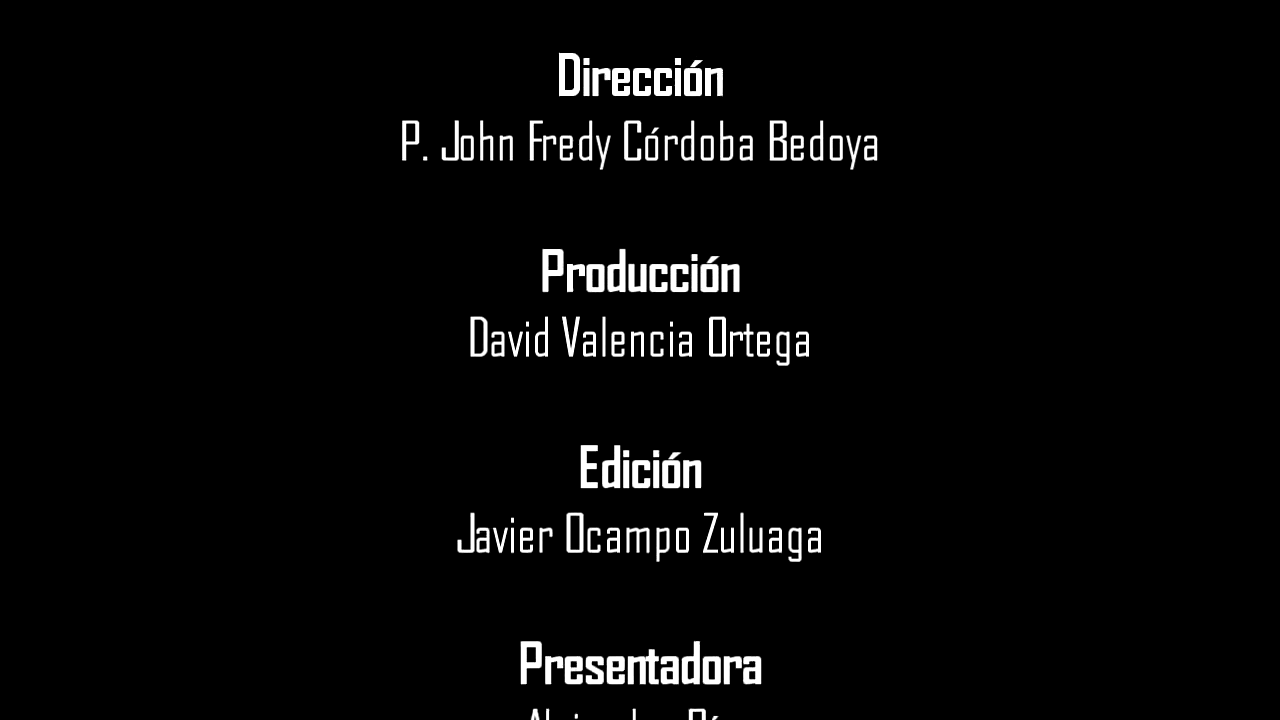 Dirección
P. John Fredy Córdoba Bedoya
Producción
David Valencia Ortega
Edición
Javier Ocampo Zuluaga
Presentadora